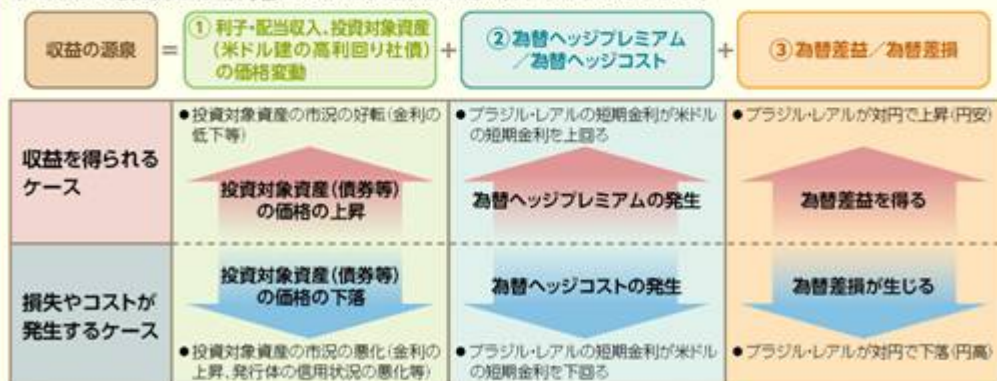 収益の源泉
=
①利子・配当収入、投資対象資産
(米ドル建の高利回り社債)
の価格変動
+
②為替ヘッジプレミアム
/為替ヘッジコスト
+
③為替差益/為替差損
収益を得られる
ケース
●投資対象資産の市況の好転(金利の
低下等)
投資対象資産(債券等)
の価格の上昇
●ブラジル・レアルの短期金利が米ドル
の短期金利を上回る
為替ヘッジプレミアムの発生
●ブラジル・レアルが対円で上昇(円安)
為替差益を得る
損失やコストが
発生するケース
投資対象資産(債券等)
の価格の下落
●投資対象資産の市況の悪化(金利の
上昇、発行体の信用状況の悪化等)
為替ヘッジコストの発生
●ブラジル・レアルの短期金利が米ドル
の短期金利を下回る
為替差損が生じる
●ブラジル・レアルが対円で下落(円高)